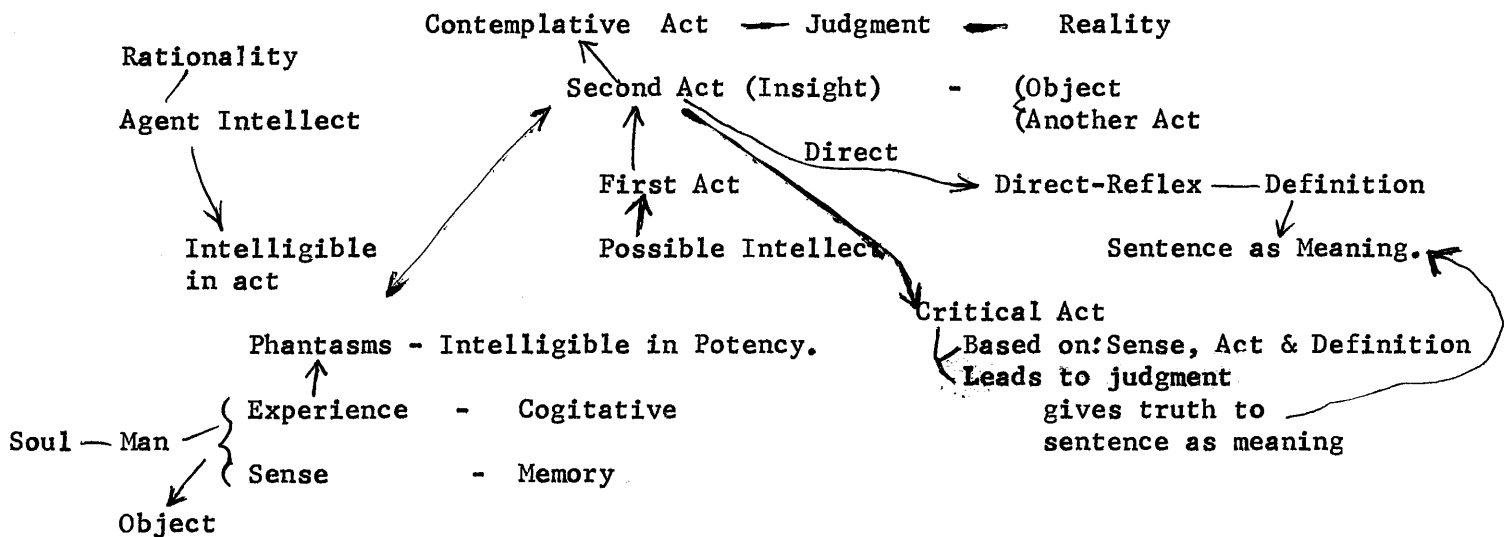 Contemplative Act — Judgment — Reality
Rationality
Second Act (Insight) - {Object
Agent Intellect
{Another Act
Direct
First Act
Direct-Reflex — Definition
Intelligible
in act
Possible Intellect
Sentence as Meaning.
Critical Act
Phantasms - Intelligible in Potency.
Based on: Sense, Act & Definition
Leads to judgment
gives truth to
sentence as meaning
Experience - Cogitative
Soul — Man
Sense - Memory
Object